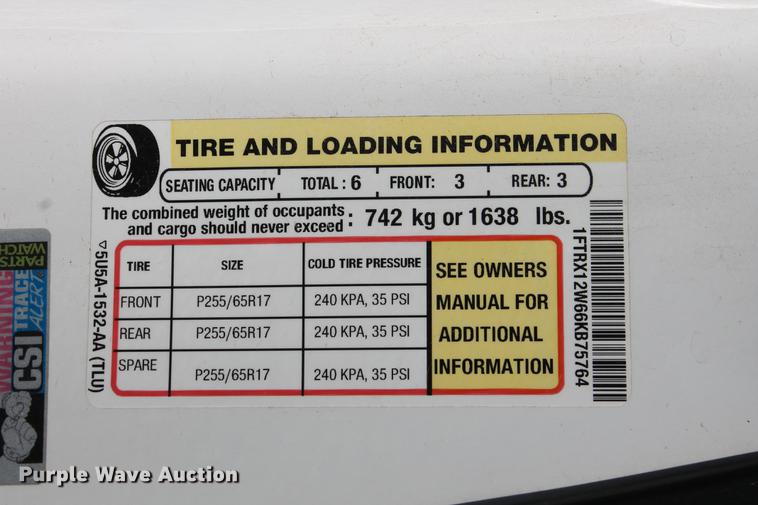 TIRE AND LOADING INFORMATION
SEATING CAPACITY TOTAL : 6 FRONT: 3 REAR: 3
The combined weight of occupants
and cargo should never exceed : 742 kg or 1638 lbs.
TIRE SIZE COLD TIRE PRESSURE
FRONT P255/65R17 240 KPA, 35 PSI
REAR P255/65R17 240 KPA, 35 PSI
SPARE P255/65R17 240 KPA, 35 PSI
SEE OWNERS
MANUAL FOR
ADDITIONAL
INFORMATION
5U5A-1532-AA (TLU)
1FTRX12W66KB75764
PARTS
WATCH
WARNING
CSI
TRACE
ALERT
Purple Wave Auction